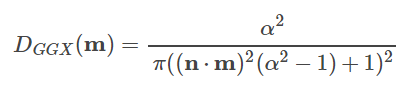 D_{GGX}(\mathbf{m}) = \frac{\alpha^2}{\pi((\mathbf{n} \cdot \mathbf{m})^2(\alpha^2 - 1) + 1)^2}